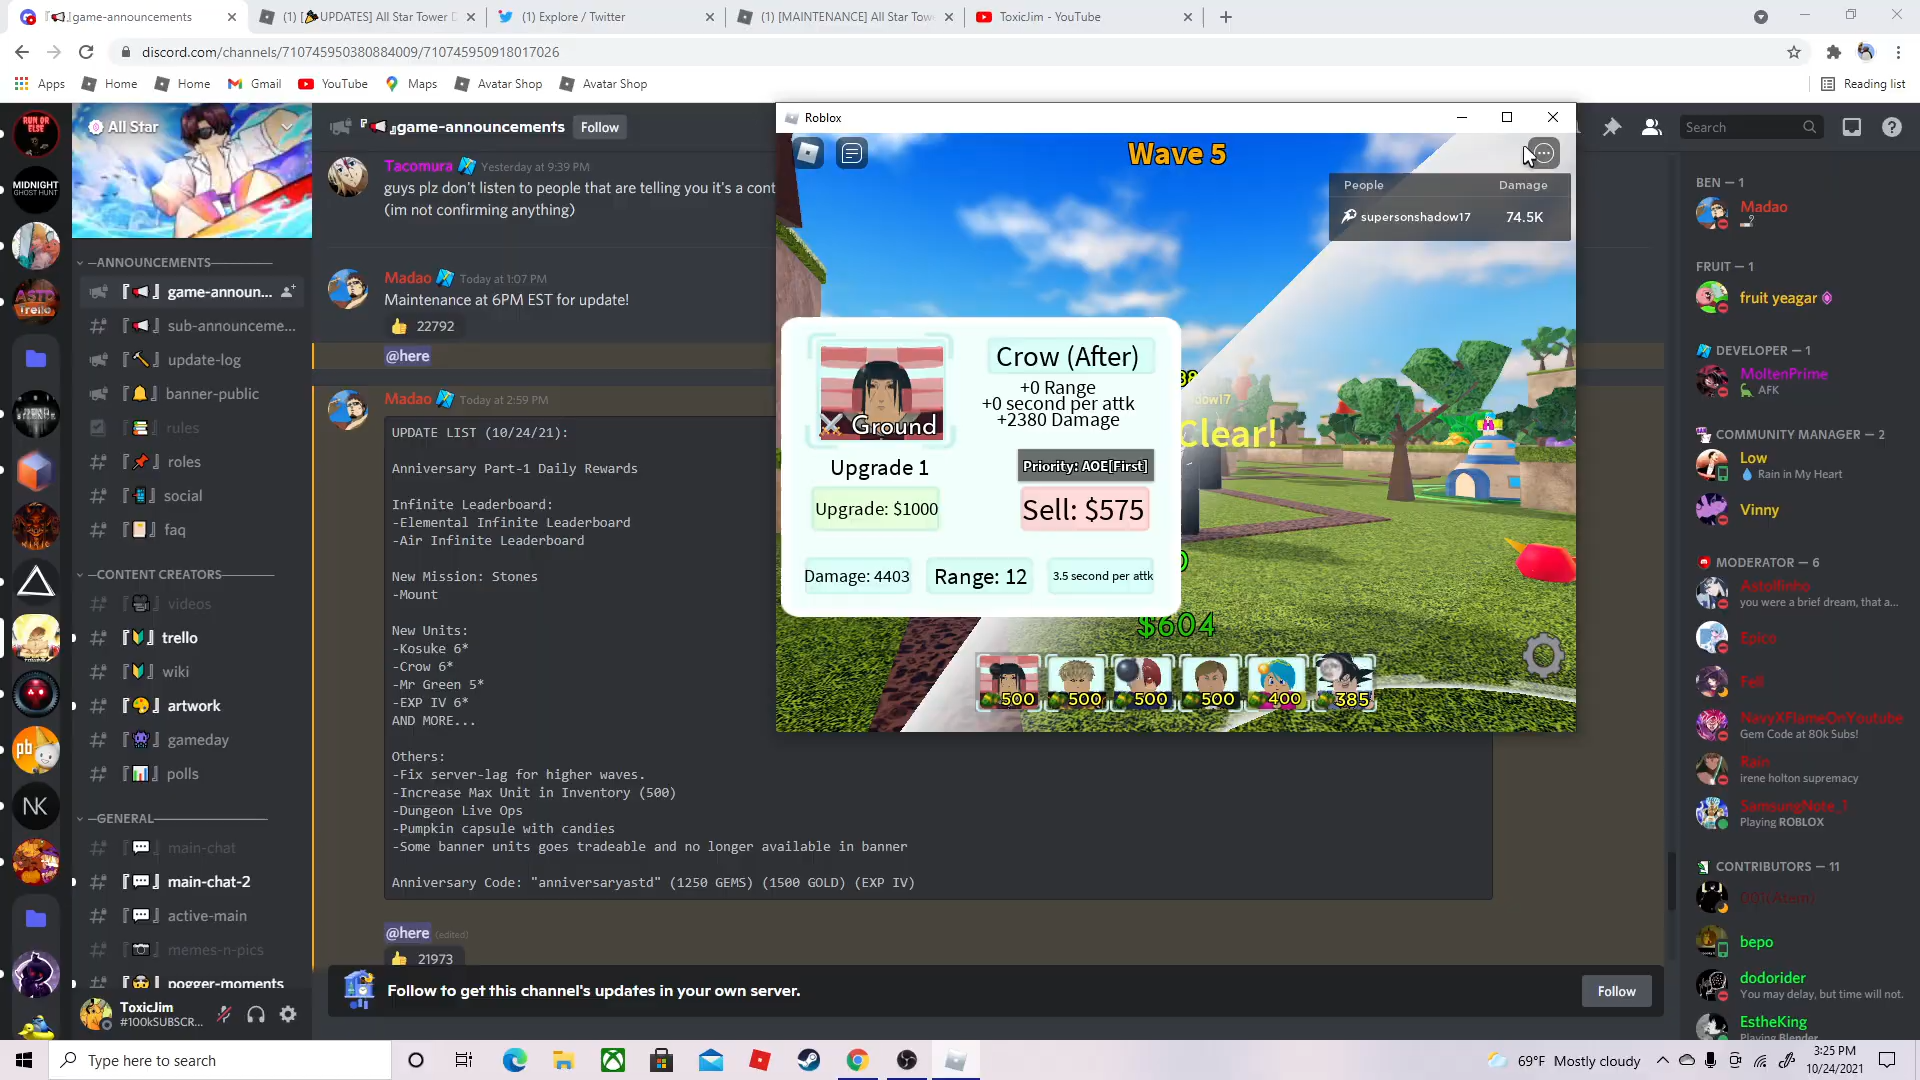 『📢』game-announcements
(1) [🎉UPDATES] All Star Tower D
(1) Explore / Twitter
(1) [MAINTENANCE] All Star Tow
ToxicJim - YouTube
discord.com/channels/710745950380884009/710745950918017026
Apps
Home
Home
Gmail
YouTube
Maps
Avatar Shop
Avatar Shop
Reading list
RUN OR ELSE
MIDNIGHT GHOST HUNT
ASTD Trello
pb
NK
All Star
—ANNOUNCEMENTS————
『📢』game-announ...
『📢』sub-announceme...
『🔨』update-log
『🔔』banner-public
『📚』rules
『📌』roles
『📱』social
『📋』faq
—CONTENT CREATORS————
『🎥』videos
『🔰』trello
『🔰』wiki
『🎨』artwork
『👾』gameday
『📊』polls
—GENERAL————
『💬』main-chat
『💬』main-chat-2
『💬』active-main
『📷』memes-n-pics
pogger-moments
ToxicJim
#100kSUBSCR...
『📢』game-announcements
Follow
Search
Tacomura Yesterday at 9:39 PM
guys plz don't listen to people that are telling you it's a cont
(im not confirming anything)
Madao Today at 1:07 PM
Maintenance at 6PM EST for update!
👍 22792
@here
Madao Today at 2:59 PM
UPDATE LIST (10/24/21):
Anniversary Part-1 Daily Rewards
Infinite Leaderboard:
-Elemental Infinite Leaderboard
-Air Infinite Leaderboard
New Mission: Stones
-Mount
New Units:
-Kosuke 6*
-Crow 6*
-Mr Green 5*
-EXP IV 6*
AND MORE...
Others:
-Fix server-lag for higher waves.
-Increase Max Unit in Inventory (500)
-Dungeon Live Ops
-Pumpkin capsule with candies
-Some banner units goes tradeable and no longer available in banner
Anniversary Code: "anniversaryastd" (1250 GEMS) (1500 GOLD) (EXP IV)
@here (edited)
👍 21973
Follow to get this channel's updates in your own server.
Follow
Roblox
Wave 5
People
Damage
supersonshadow17
74.5K
Crow (After)
+0 Range
+0 second per attk
+2380 Damage
Ground
Upgrade 1
Priority: AOE[First]
Upgrade: $1000
Sell: $575
Damage: 4403
Range: 12
3.5 second per attk
Clear!
$604
500
500
500
500
400
385
BEN — 1
Madao
FRUIT — 1
fruit yeagar
DEVELOPER — 1
MoltenPrime
AFK
COMMUNITY MANAGER — 2
Low
Rain in My Heart
Vinny
MODERATOR — 6
Astolfinho
you were a brief dream, that a...
Epico
Fell
NavyXFlameOnYoutube
Gem Code at 80k Subs!
Rain
irene holton supremacy
SamsungNote_1
Playing ROBLOX
CONTRIBUTORS — 11
bepo
dodorider
You may delay, but time will not.
EstheKing
Playing Blender
Type here to search
69°F Mostly cloudy
3:25 PM
10/24/2021